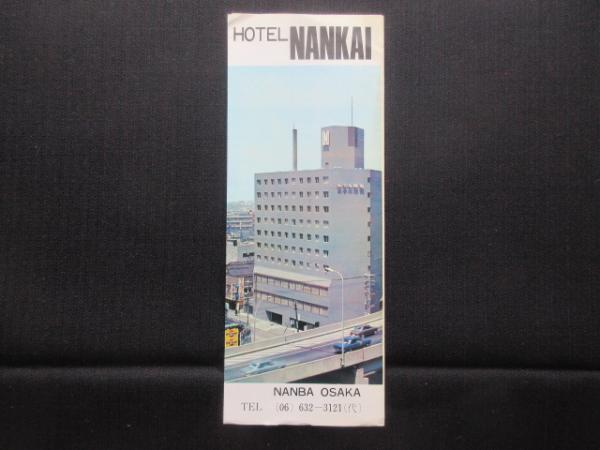 HOTEL NANKAI
NANBA OSAKA
TEL (06) 632-3121(代)